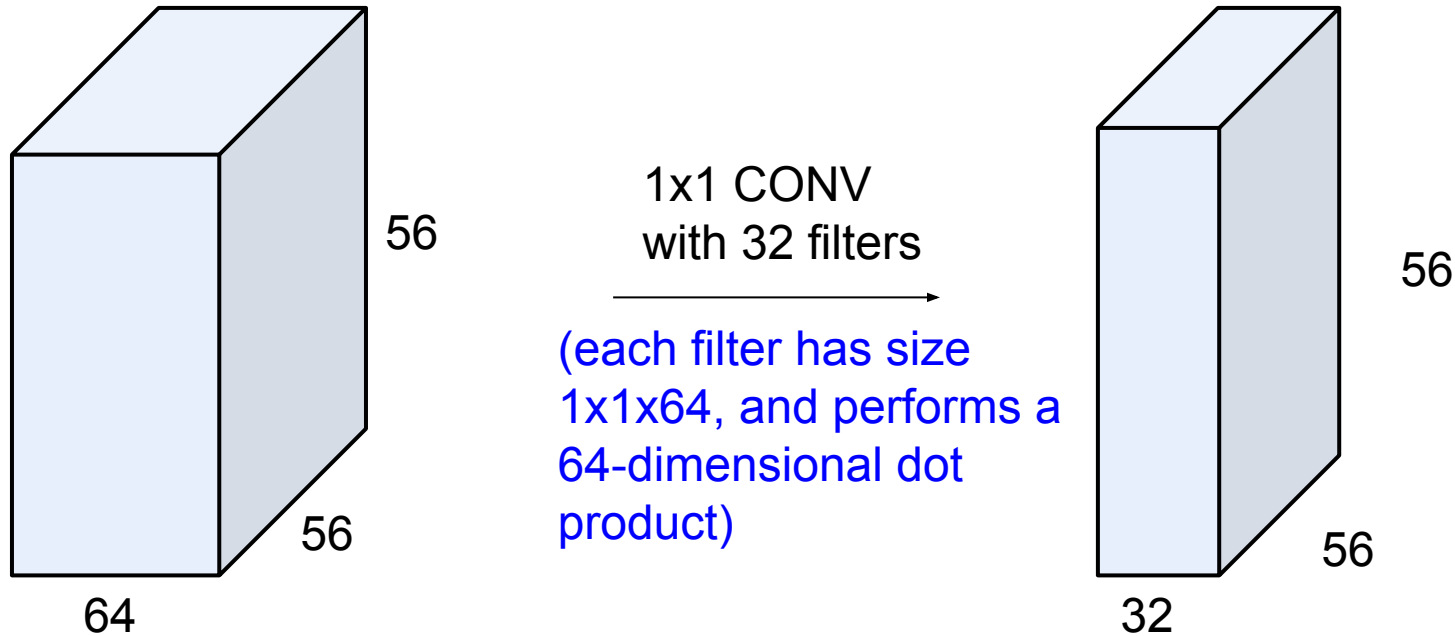 56
56
64
1x1 CONV
with 32 filters
(each filter has size
1x1x64, and performs a
64-dimensional dot
product)
56
56
32